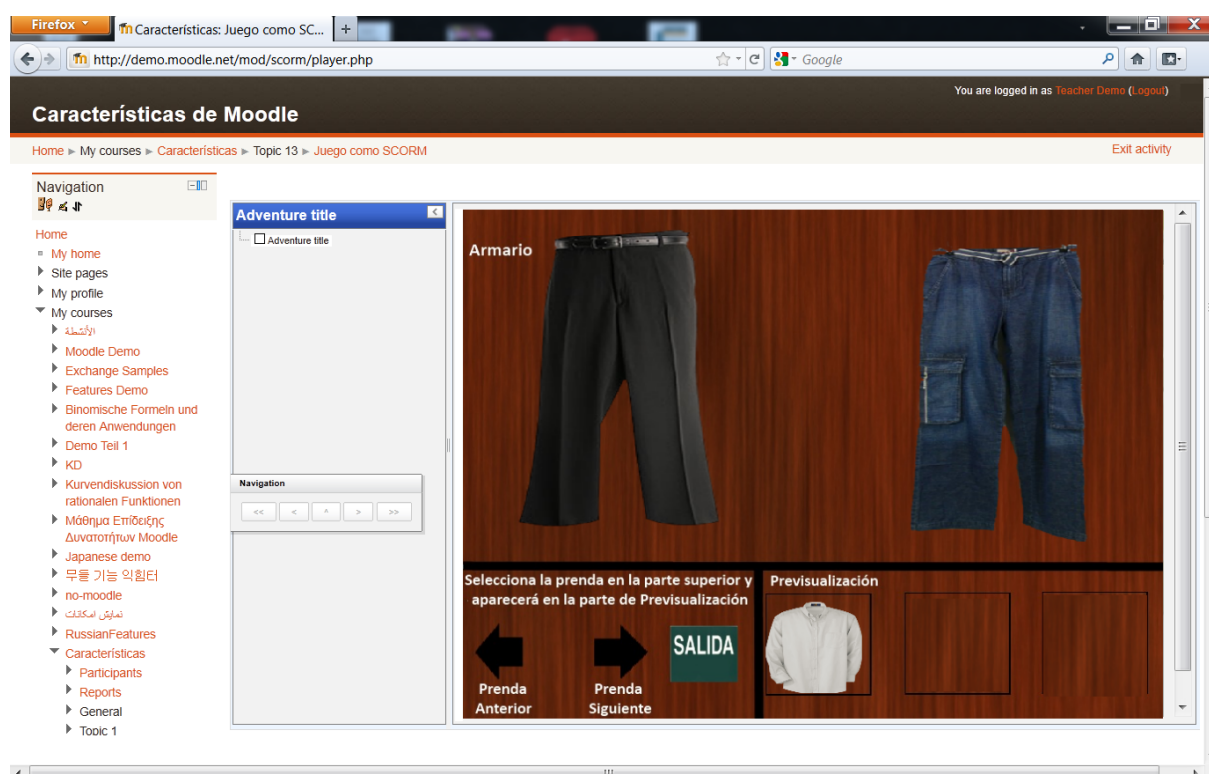 Firefox
Características: Juego como SC...
+
http://demo.moodle.net/mod/scorm/player.php
Google
You are logged in as Teacher Demo (Logout)
Características de Moodle
Home ► My courses ► Características ► Topic 13 ► Juego como SCORM
Exit activity
Navigation
Home
My home
Site pages
My profile
My courses
الأنشطة
Moodle Demo
Exchange Samples
Features Demo
Binomische Formeln und
deren Anwendungen
Demo Teil 1
KD
Kurvendiskussion von
rationalen Funktionen
Μάθημα Επίδειξης
Δυνατοτήτων Moodle
Japanese demo
무들 기능 익힘터
no-moodle
نمایش امکانات
RussianFeatures
Características
Participants
Reports
General
Topic 1
Adventure title
Adventure title
Navigation
<< < ^ > >>
Armario
Selecciona la prenda en la parte superior y
aparecerá en la parte de Previsualización
SALIDA
Prenda
Anterior
Prenda
Siguiente
Previsualización